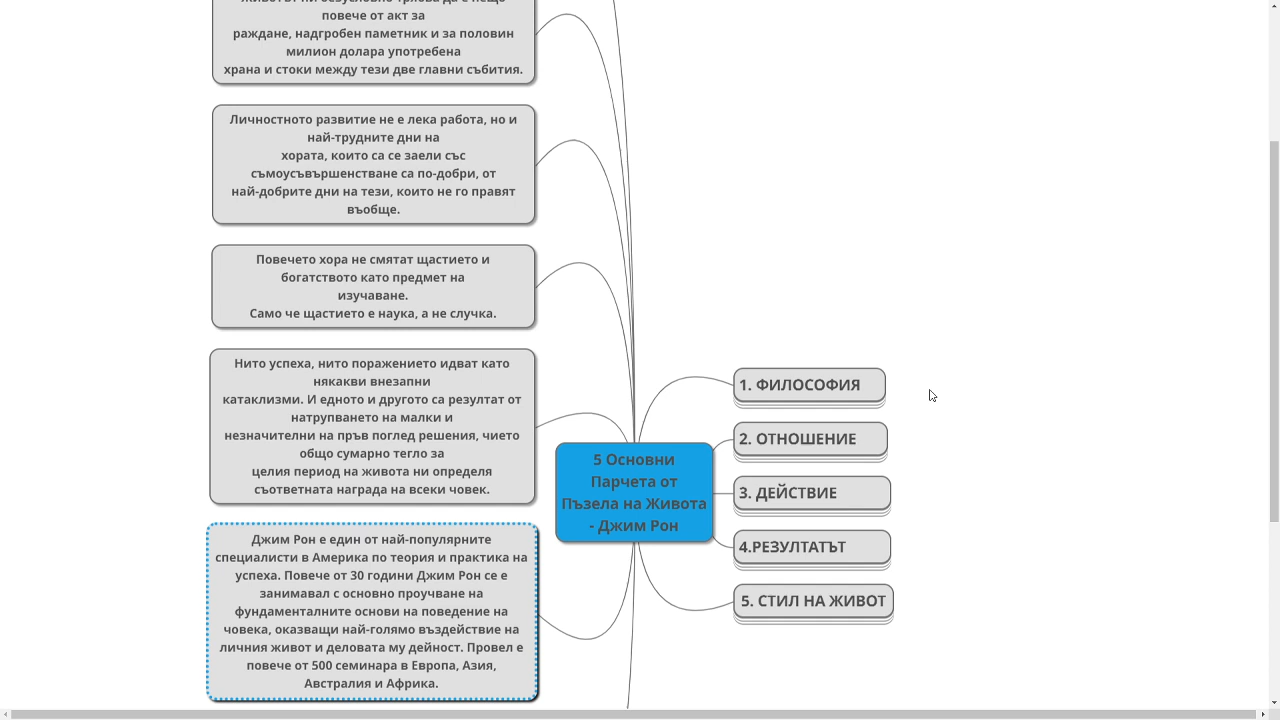 повече от акт за
раждане, надгробен паметник и за половин
милион долара употребена
храна и стоки между тези две главни събития.
Личностното развитие не е лека работа, но и
най-трудните дни на
хората, които са се заели със
съмоусъвършенстване са по-добри, от
най-добрите дни на тези, които не го правят
въобще.
Повечето хора не смятат щастието и
богатството като предмет на
изучаване.
Само че щастието е наука, а не случка.
Нито успеха, нито поражението идват като
някакви внезапни
катаклизми. И едното и другото са резултат от
натрупването на малки и
незначителни на пръв поглед решения, чието
общо сумарно тегло за
целия период на живота ни определя
съответната награда на всеки човек.
Джим Рон е един от най-популярните
специалисти в Америка по теория и практика на
успеха. Повече от 30 години Джим Рон се е
занимавал с основно проучване на
фундаменталните основи на поведение на
човека, оказващи най-голямо въздействие на
личния живот и деловата му дейност. Провел е
повече от 500 семинара в Европа, Азия,
Австралия и Африка.
5 Основни
Парчета от
Пъзела на Живота
- Джим Рон
1. ФИЛОСОФИЯ
2. ОТНОШЕНИЕ
3. ДЕЙСТВИЕ
4.РЕЗУЛТАТЪТ
5. СТИЛ НА ЖИВОТ